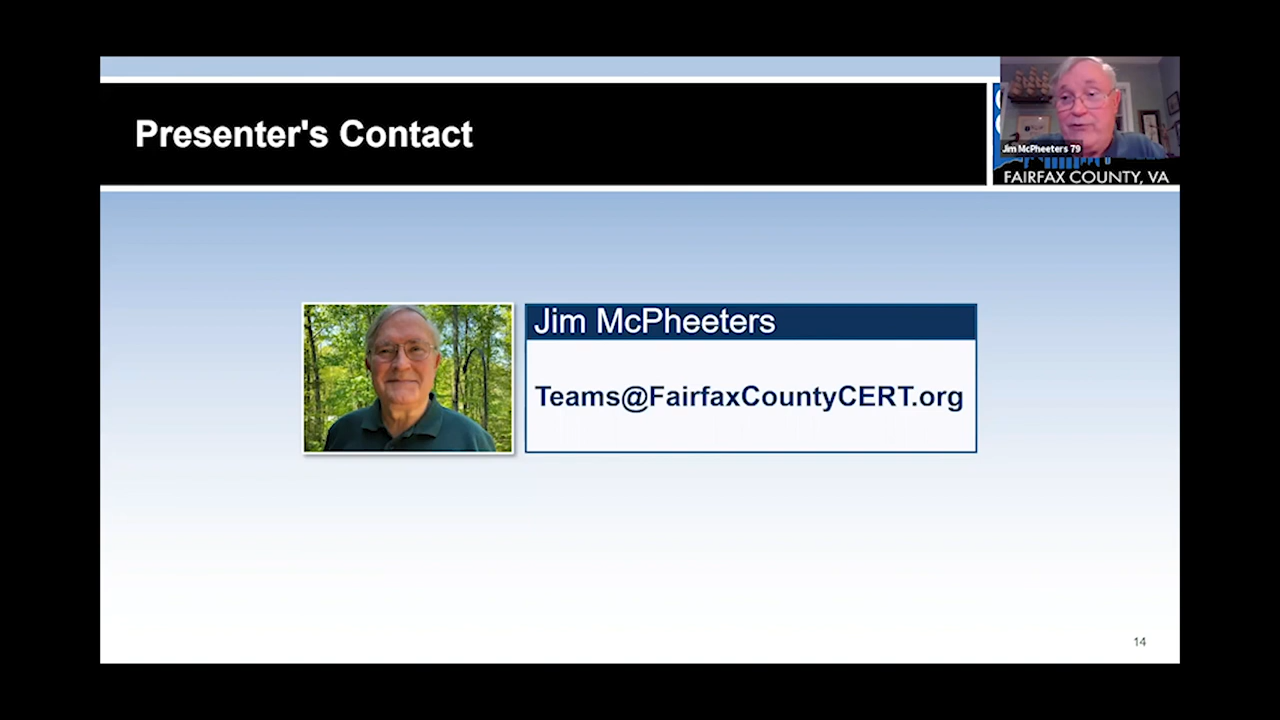 Presenter's Contact
Jim McPheeters 79
FAIRFAX COUNTY, VA
Jim McPheeters
Teams@FairfaxCountyCERT.org
14